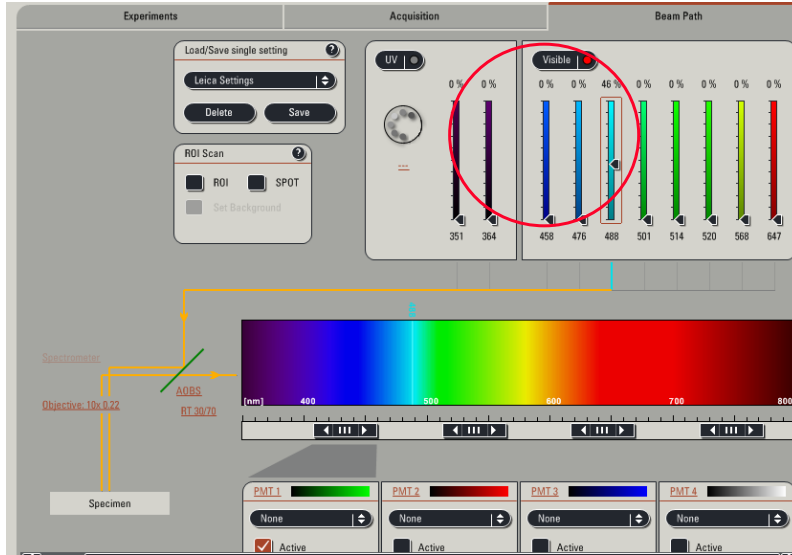 Experiments Acquisition Beam Path
Load/Save single setting ?
Leica Settings
Delete Save
ROI Scan ?
ROI SPOT
Set Background
UV
0 % 0 %
---
351 364
Visible
0 % 0 % 46 % 0 % 0 % 0 % 0 % 0 %
458 476 488 501 514 520 568 647
Spectrometer
AOBS
Objective: 10x 0.22
RT 30/70
[nm] 400 500 600 700 800
Specimen
PMT 1 PMT 2 PMT 3 PMT 4
None None None None
Active Active Active Active